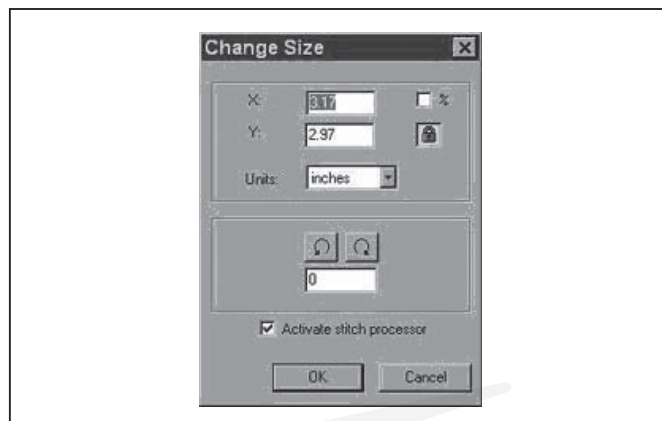 Change Size
X: 3.17 %
Y: 2.97
Units: inches
0
Activate stitch processor
OK Cancel